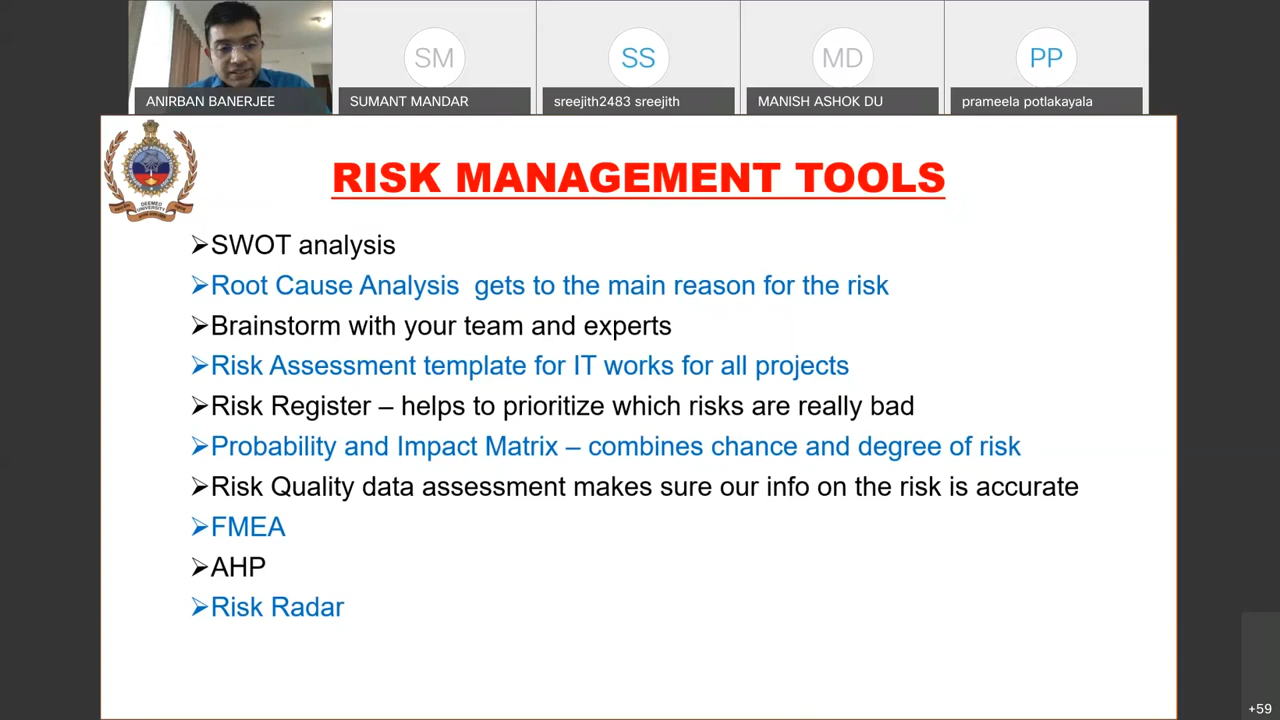 SM
SS
MD
PP
ANIRBAN BANERJEE
SUMANT MANDAR
sreejith2483 sreejith
MANISH ASHOK DU
prameela potlakayala
DEEMED
UNIVERSITY
RISK MANAGEMENT TOOLS
➢SWOT analysis
➢Root Cause Analysis gets to the main reason for the risk
➢Brainstorm with your team and experts
➢Risk Assessment template for IT works for all projects
➢Risk Register – helps to prioritize which risks are really bad
➢Probability and Impact Matrix – combines chance and degree of risk
➢Risk Quality data assessment makes sure our info on the risk is accurate
➢FMEA
➢AHP
➢Risk Radar
+59